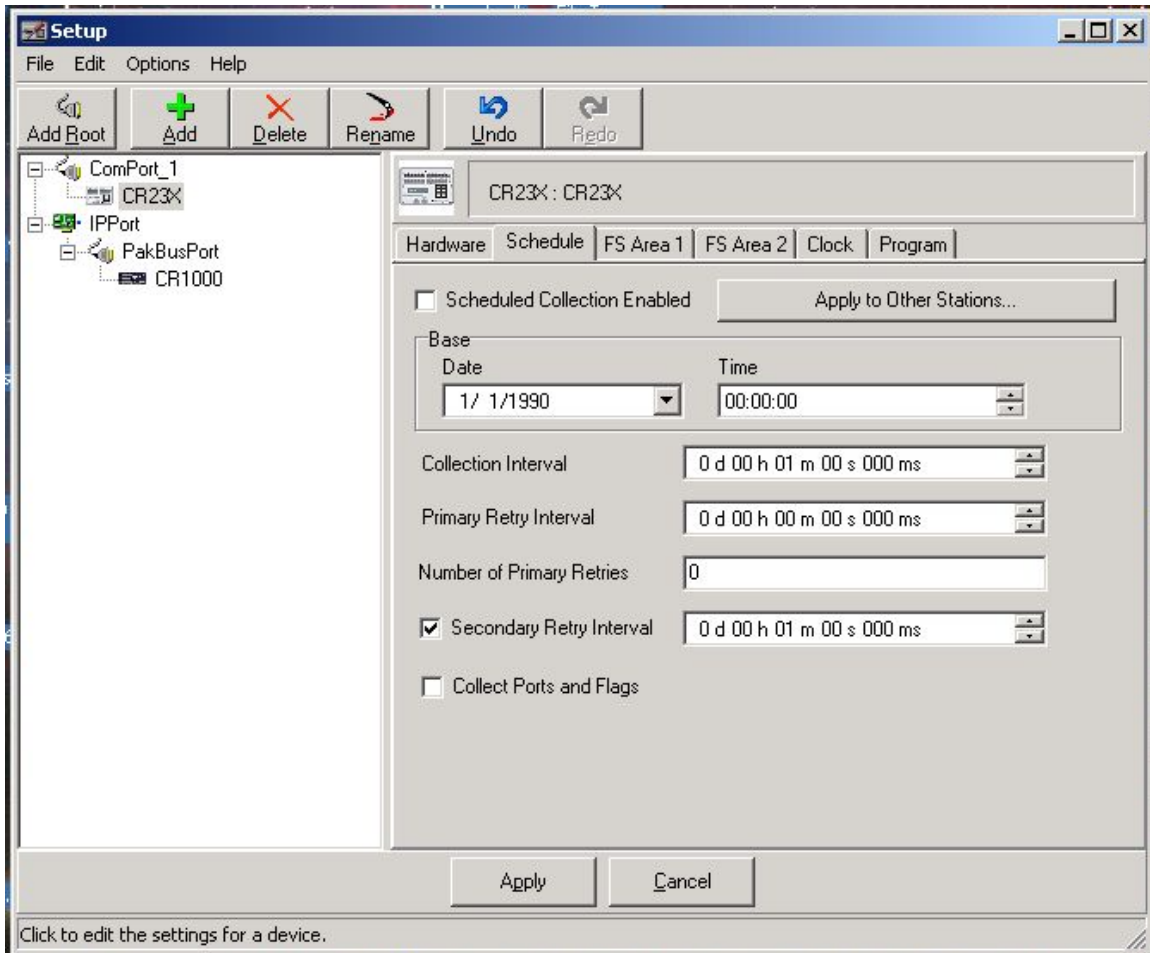 Setup
File Edit Options Help
Add Root Add Delete Rename Undo Redo
ComPort_1
CR23X
IPPort
PakBusPort
CR1000
CR23X : CR23X
Hardware Schedule FS Area 1 FS Area 2 Clock Program
Scheduled Collection Enabled Apply to Other Stations...
Base
Date Time
1/ 1/1990 00:00:00
Collection Interval 0 d 00 h 01 m 00 s 000 ms
Primary Retry Interval 0 d 00 h 00 m 00 s 000 ms
Number of Primary Retries 0
Secondary Retry Interval 0 d 00 h 01 m 00 s 000 ms
Collect Ports and Flags
Apply Cancel
Click to edit the settings for a device.